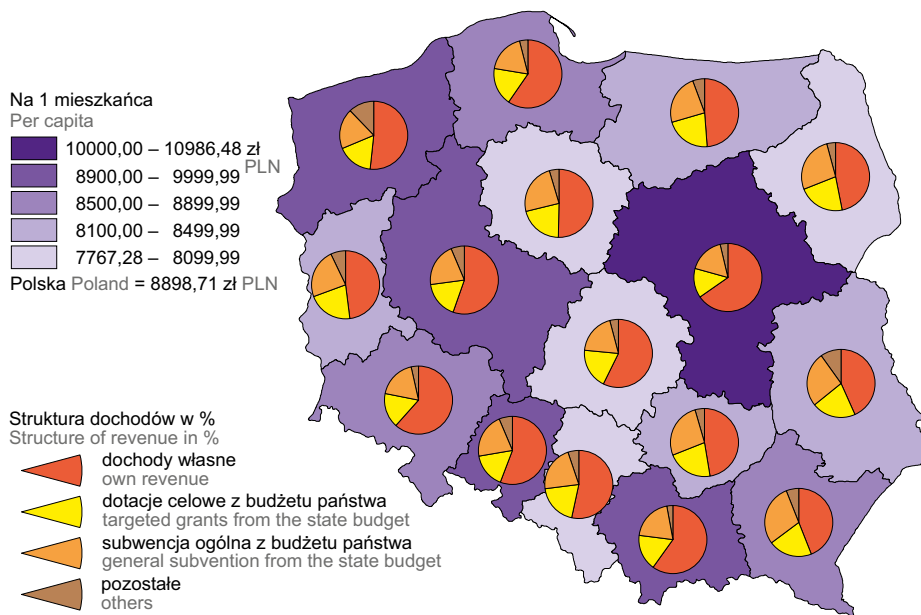 Na 1 mieszkańca
Per capita
10000,00 – 10986,48 zł
PLN
8900,00 – 9999,99
8500,00 – 8899,99
8100,00 – 8499,99
7767,28 – 8099,99
Polska Poland = 8898,71 zł PLN
Struktura dochodów w %
Structure of revenue in %
dochody własne
own revenue
dotacje celowe z budżetu państwa
targeted grants from the state budget
subwencja ogólna z budżetu państwa
general subvention from the state budget
pozostałe
others